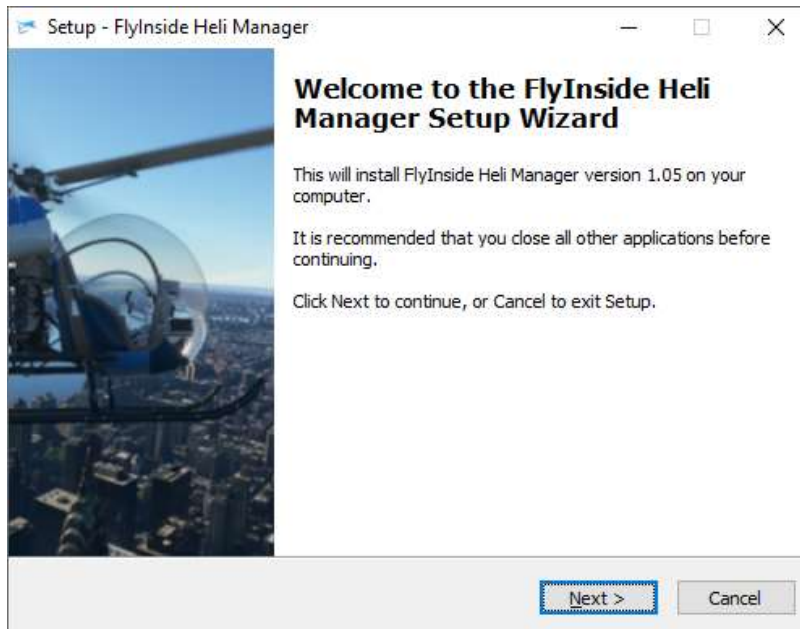 Setup - FlyInside Heli Manager
Welcome to the FlyInside Heli
Manager Setup Wizard
This will install FlyInside Heli Manager version 1.05 on your
computer.
It is recommended that you close all other applications before
continuing.
Click Next to continue, or Cancel to exit Setup.
Next >
Cancel